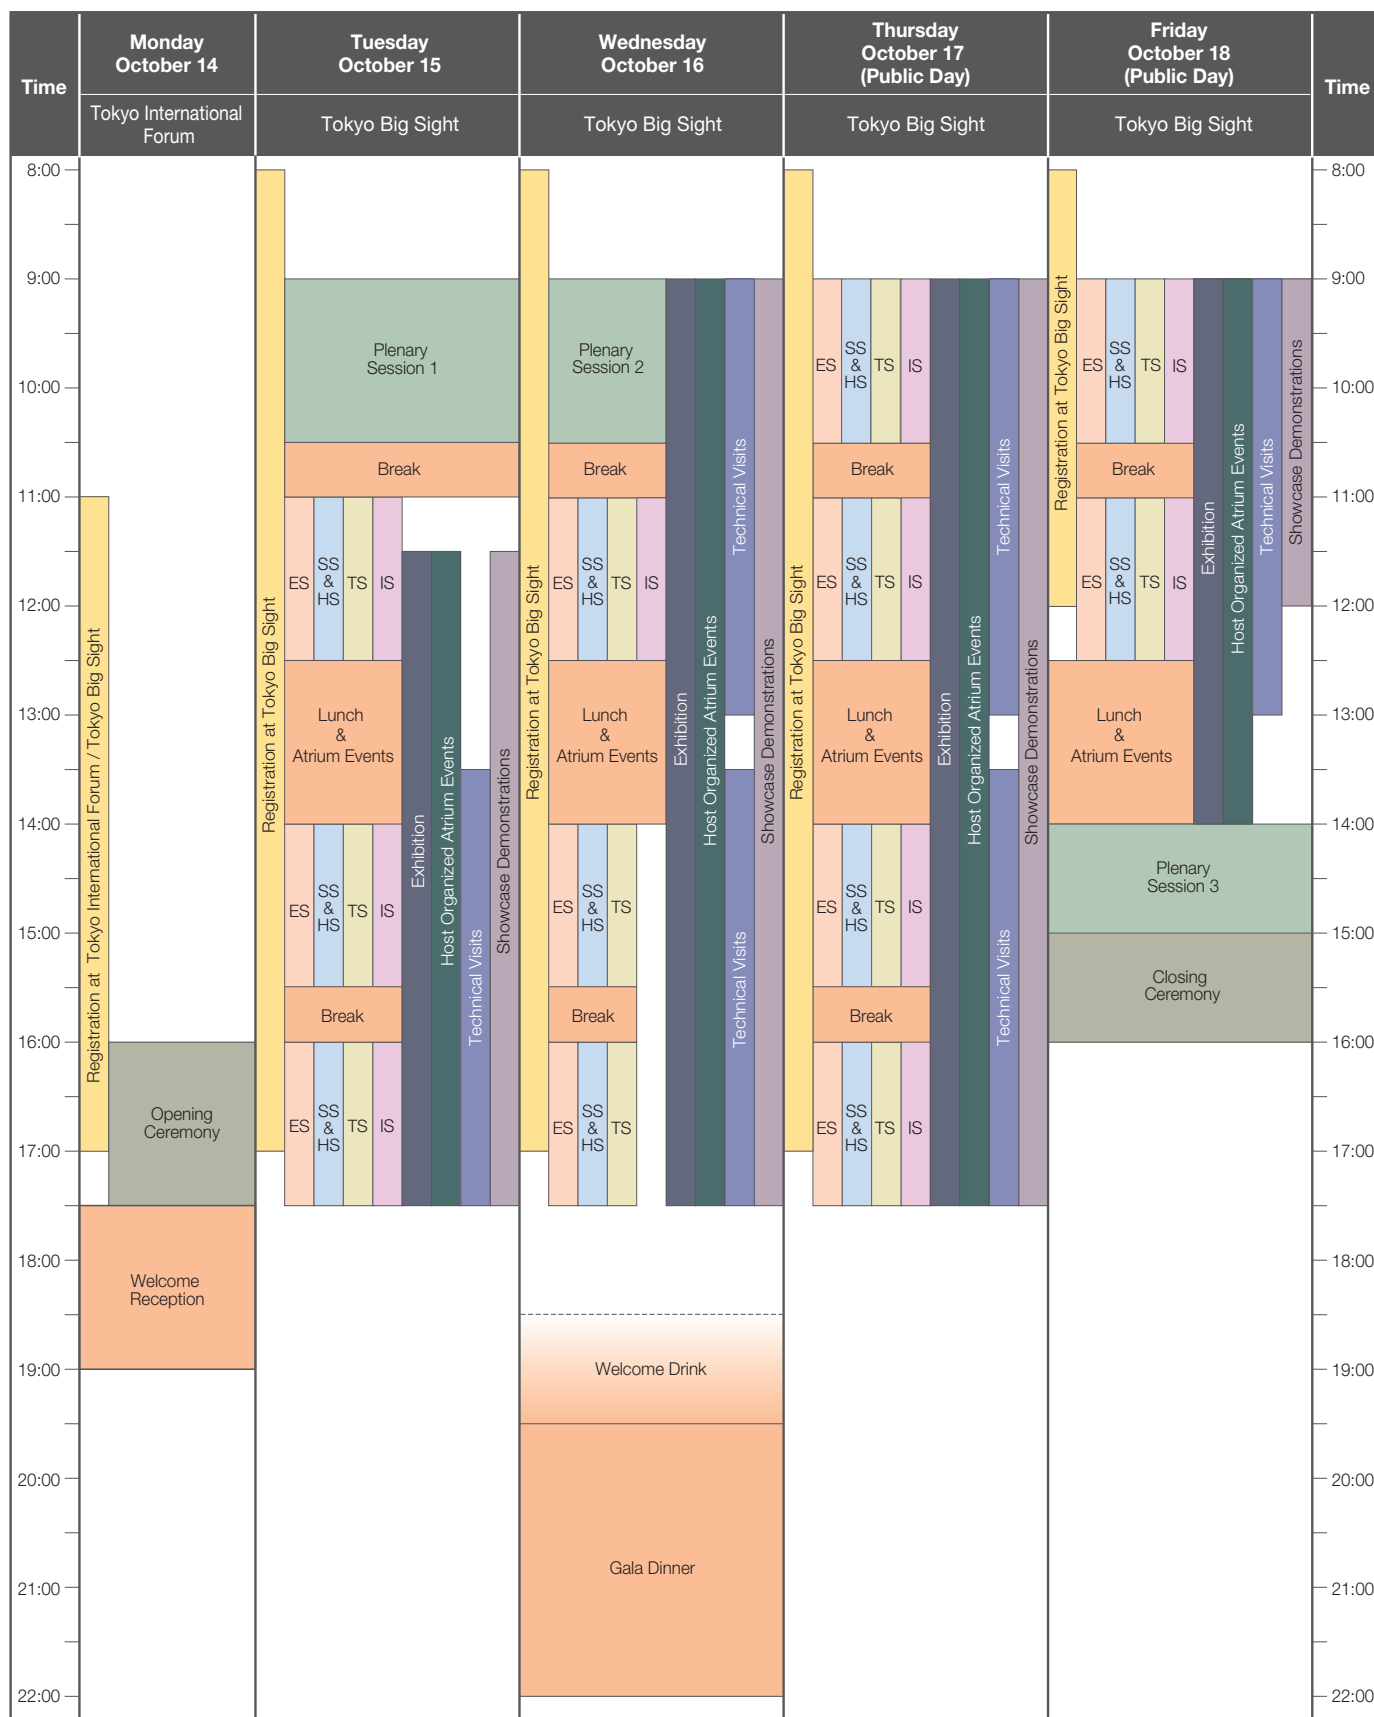 Time
Monday
October 14
Tuesday
October 15
Wednesday
October 16
Thursday
October 17
(Public Day)
Friday
October 18
(Public Day)
Time
Tokyo International
Forum
Tokyo Big Sight
Tokyo Big Sight
Tokyo Big Sight
Tokyo Big Sight
8:00
9:00
10:00
11:00
12:00
13:00
14:00
15:00
16:00
17:00
18:00
19:00
20:00
21:00
22:00
Registration at Tokyo International Forum / Tokyo Big Sight
Opening
Ceremony
Welcome
Reception
Registration at Tokyo Big Sight
Plenary
Session 1
Break
ES
SS
&
HS
TS
IS
Lunch
&
Atrium Events
ES
SS
&
HS
TS
IS
Break
ES
SS
&
HS
TS
IS
Exhibition
Host Organized Atrium Events
Technical Visits
Showcase Demonstrations
Registration at Tokyo Big Sight
Plenary
Session 2
Break
ES
SS
&
HS
TS
IS
Lunch
&
Atrium Events
ES
SS
&
HS
TS
Break
ES
SS
&
HS
TS
Exhibition
Host Organized Atrium Events
Technical Visits
Technical Visits
Showcase Demonstrations
Welcome Drink
Gala Dinner
Registration at Tokyo Big Sight
ES
SS
&
HS
TS
IS
Break
ES
SS
&
HS
TS
IS
Lunch
&
Atrium Events
ES
SS
&
HS
TS
IS
Break
ES
SS
&
HS
TS
IS
Exhibition
Host Organized Atrium Events
Technical Visits
Technical Visits
Showcase Demonstrations
Registration at Tokyo Big Sight
ES
SS
&
HS
TS
IS
Break
ES
SS
&
HS
TS
IS
Lunch
&
Atrium Events
Exhibition
Host Organized Atrium Events
Technical Visits
Showcase Demonstrations
Plenary
Session 3
Closing
Ceremony
8:00
9:00
10:00
11:00
12:00
13:00
14:00
15:00
16:00
17:00
18:00
19:00
20:00
21:00
22:00